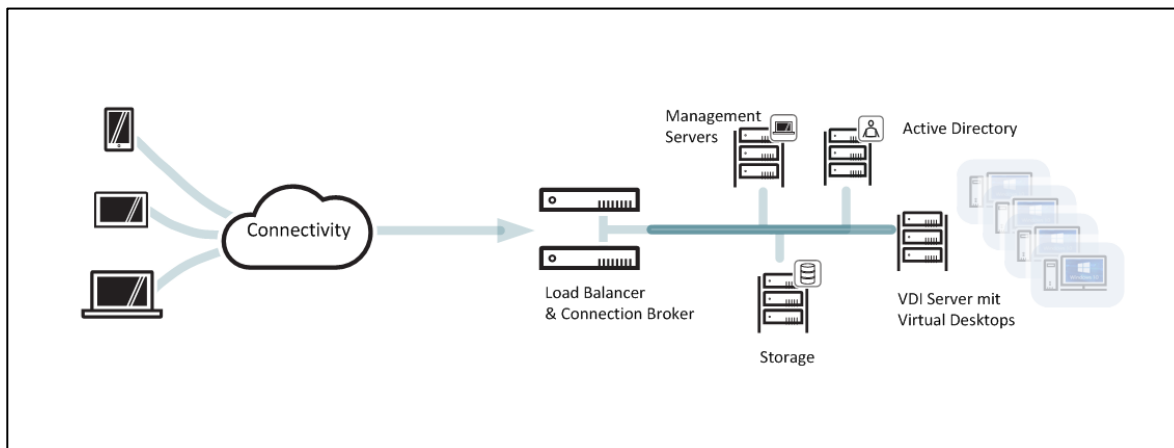 Management
Servers
Active Directory
Connectivity
Load Balancer
& Connection Broker
VDI Server mit
Virtual Desktops
Storage